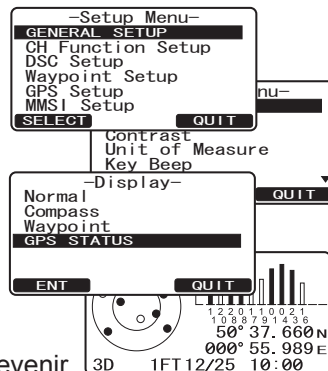 -Setup Menu-
GENERAL SETUP
CH Function Setup
DSC Setup
Waypoint Setup
GPS Setup
MMSI Setup
SELECT QUIT
nu-
Contrast
Unit of Measure
Key Beep
QUIT
-Display-
Normal
Compass
Waypoint
GPS STATUS
ENT QUIT
50°37.660N
000°55.989E
3D 1FT12/25 10:00
evenir